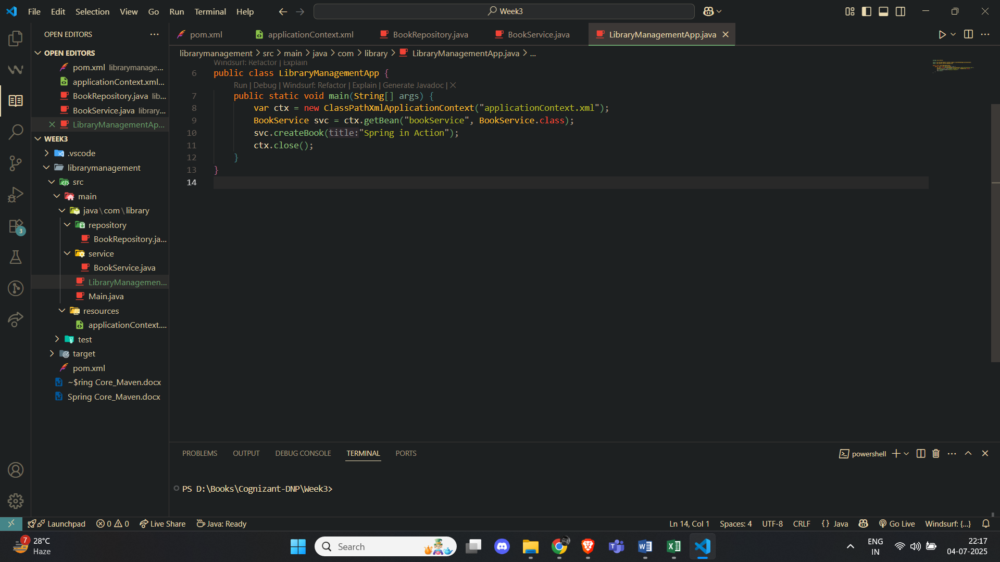 File Edit Selection View Go Run Terminal Help
Week3
OPEN EDITORS
pom.xml
applicationContext.xml
BookRepository.java
BookService.java
LibraryManagementApp.java
OPEN EDITORS
pom.xml librarymanage...
applicationContext.xml...
BookRepository.java lib...
BookService.java library...
LibraryManagementAp...
WEEK3
.vscode
librarymanagement
src
main
java\com\library
repository
BookRepository.ja...
service
BookService.java
LibraryManagemen...
Main.java
resources
applicationContext....
test
target
pom.xml
~$ring Core_Maven.docx
Spring Core_Maven.docx
3
librarymanagement > src > main > java > com > library > LibraryManagementApp.java > ...
Windsurf: Refactor | Explain
6 public class LibraryManagementApp {
Run | Debug | Windsurf: Refactor | Explain | Generate Javadoc | ×
7 public static void main(String[] args) {
8 var ctx = new ClassPathXmlApplicationContext("applicationContext.xml");
9 BookService svc = ctx.getBean("bookService", BookService.class);
10 svc.createBook(title:"Spring in Action");
11 ctx.close();
12 }
13 }
14
PROBLEMS OUTPUT DEBUG CONSOLE TERMINAL PORTS
powershell
PS D:\Books\Cognizant-DNP\Week3>
Launchpad 0 0 Live Share Java: Ready
Ln 14, Col 1 Spaces: 4 UTF-8 CRLF {} Java Go Live Windsurf: {...}
7
28°C
Haze
Search
ENG
IN
22:17
04-07-2025